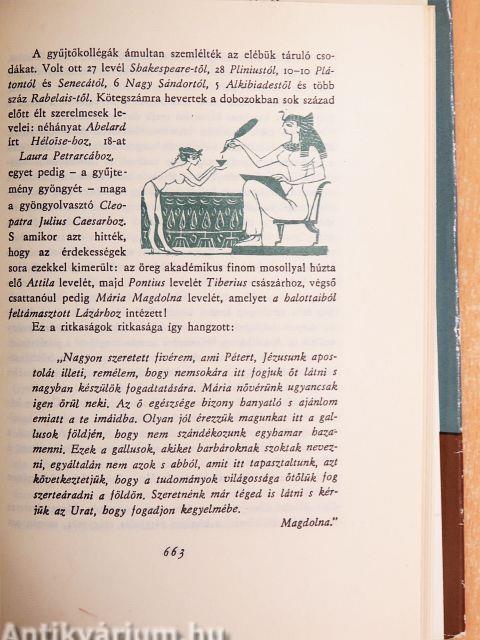 A gyűjtőkollégák ámultan szemlélték az elébük táruló cso-
dákat. Volt ott 27 levél Shakespeare-től, 28 Pliniustól, 10–10 Plá-
tontól és Senecától, 6 Nagy Sándortól, 5 Alkibiadestől és több
száz Rabelais-től. Kötegszámra hevertek a dobozokban sok század
előtt élt szerelmesek le-
velei: néhányat Abelard
írt Héloïse-hoz, 18-at
Laura Petrarcához,
egyet pedig – a gyűjte-
mény gyöngyét – maga
a gyöngyolvasztó Cleo-
patra Julius Caesarhoz.
S amikor azt hitték,
hogy az érdekességek
sora ezekkel kimerült: az öreg akadémikus finom mosollyal húzta
elő Attila levelét, majd Pontius levelét Tiberius császárhoz, végső
csattanóul pedig Mária Magdolna levelét, amelyet a halottaiból
feltámasztott Lázárhoz intézett!
Ez a ritkaságok ritkasága így hangzott:
„Nagyon szeretett fivérem, ami Pétert, Jézusunk apos-
tolát illeti, remélem, hogy nemsokára itt fogjuk őt látni s
nagyban készülök fogadtatására. Mária nővérünk ugyancsak
igen örül neki. Az ő egészsége bizony hanyatló s ajánlom
emiatt a te imáidba. Olyan jól érezzük magunkat itt a gal-
lusok földjén, hogy nem szándékozunk egyhamar haza-
menni. Ezek a gallusok, akiket barbároknak szoktak nevez-
ni, egyáltalán nem azok s abból, amit itt tapasztaltunk, azt
következtetjük, hogy a tudományok világossága őtőlük fog
szerteáradni a földön. Szeretnénk már téged is látni s kér-
jük az Urat, hogy fogadjon kegyelmébe.
Magdolna."
663
Antikvárium.hu